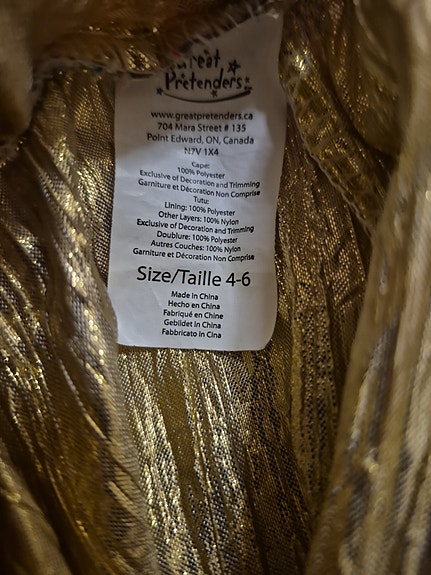 Great
Pretenders
www.greatpretenders.ca
704 Mara Street # 135
Point Edward, ON, Canada
N7V 1X4
Cape:
100% Polyester
Exclusive of Decoration and Trimming
Garniture et Décoration Non Comprise
Tutu:
Lining: 100% Polyester
Other Layers: 100% Nylon
Exclusive of Decoration and Trimming
Doublure: 100% Polyester
Autres Couches: 100% Nylon
Garniture et Décoration Non Comprise
Size/Taille 4-6
Made in China
Hecho en China
Fabriqué en Chine
Gebildet in China
Fabbricato in Cina